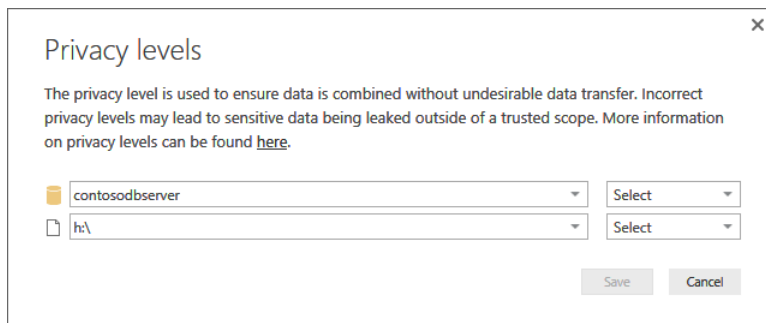 Privacy levels
The privacy level is used to ensure data is combined without undesirable data transfer. Incorrect
privacy levels may lead to sensitive data being leaked outside of a trusted scope. More information
on privacy levels can be found here.
contosodbserver Select
h:\ Select
Save Cancel